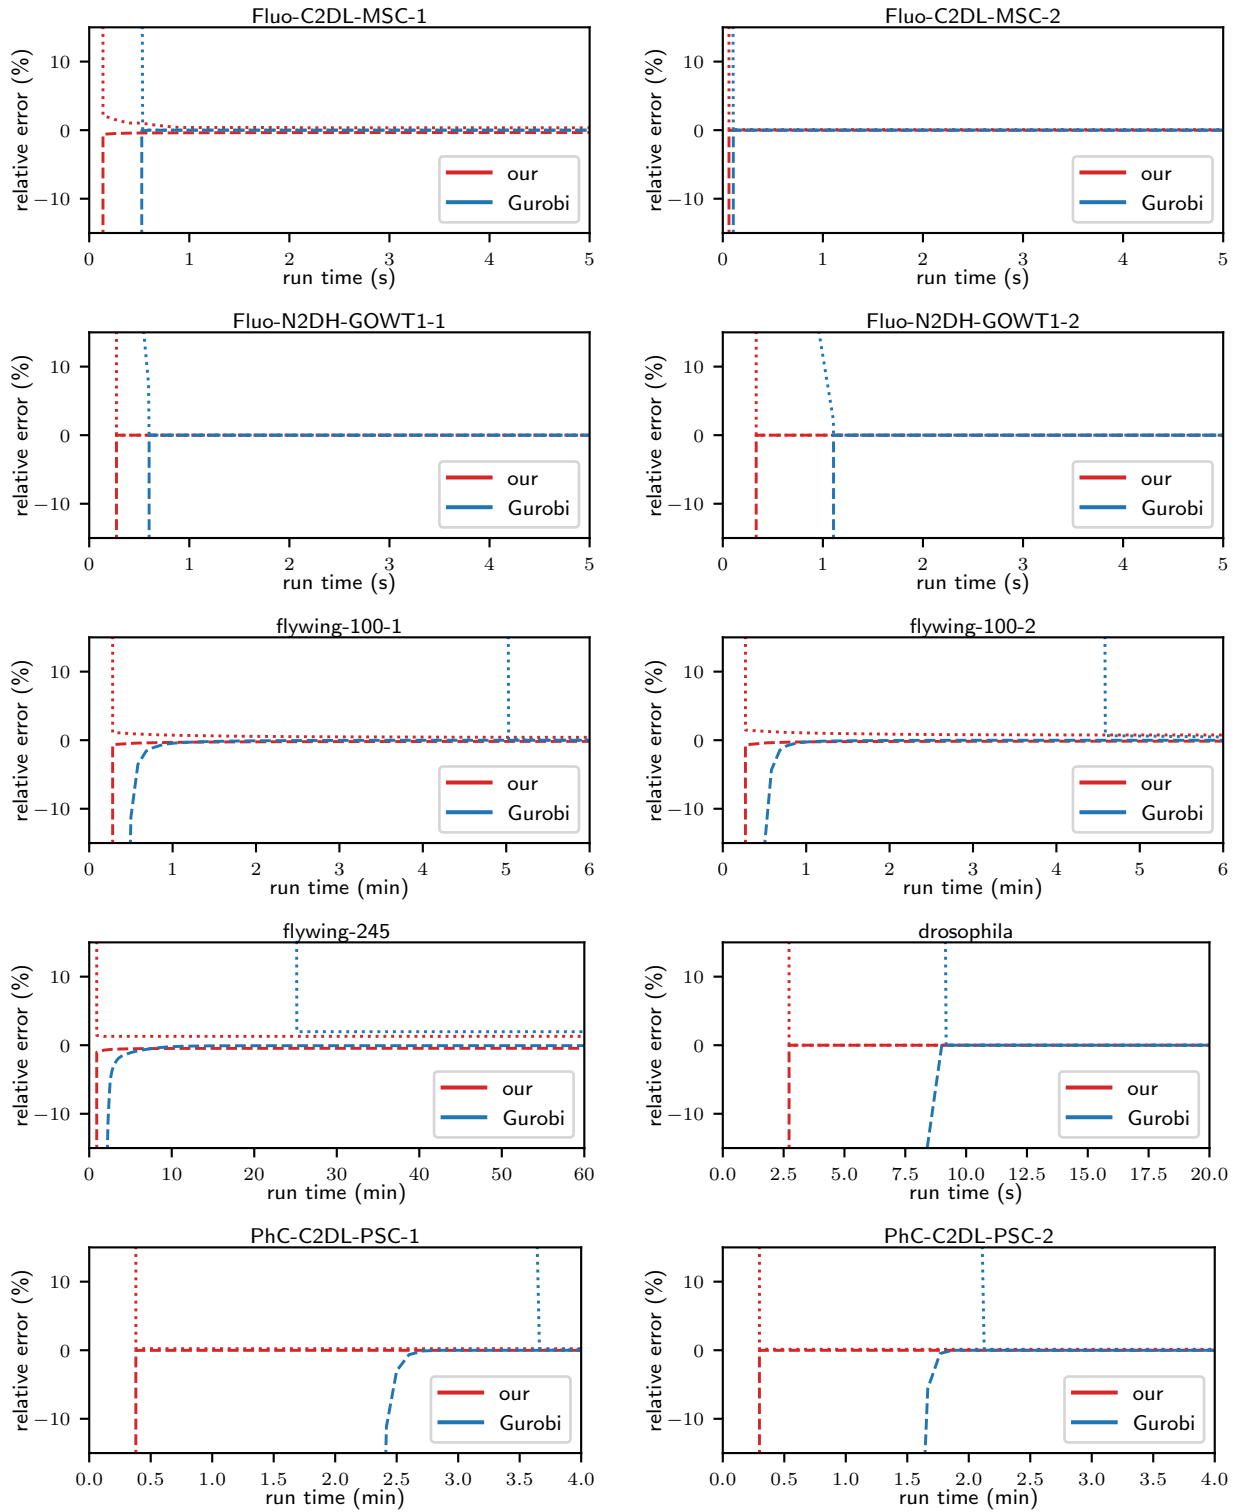 Fluo-C2DL-MSC-1
relative error (%)
10
0
−10
our
Gurobi
0 1 2 3 4 5
run time (s)
Fluo-C2DL-MSC-2
relative error (%)
10
0
−10
our
Gurobi
0 1 2 3 4 5
run time (s)
Fluo-N2DH-GOWT1-1
relative error (%)
10
0
−10
our
Gurobi
0 1 2 3 4 5
run time (s)
Fluo-N2DH-GOWT1-2
relative error (%)
10
0
−10
our
Gurobi
0 1 2 3 4 5
run time (s)
flywing-100-1
relative error (%)
10
0
−10
our
Gurobi
0 1 2 3 4 5 6
run time (min)
flywing-100-2
relative error (%)
10
0
−10
our
Gurobi
0 1 2 3 4 5 6
run time (min)
flywing-245
relative error (%)
10
0
−10
our
Gurobi
0 10 20 30 40 50 60
run time (min)
drosophila
relative error (%)
10
0
−10
our
Gurobi
0.0 2.5 5.0 7.5 10.0 12.5 15.0 17.5 20.0
run time (s)
PhC-C2DL-PSC-1
relative error (%)
10
0
−10
our
Gurobi
0.0 0.5 1.0 1.5 2.0 2.5 3.0 3.5 4.0
run time (min)
PhC-C2DL-PSC-2
relative error (%)
10
0
−10
our
Gurobi
0.0 0.5 1.0 1.5 2.0 2.5 3.0 3.5 4.0
run time (min)